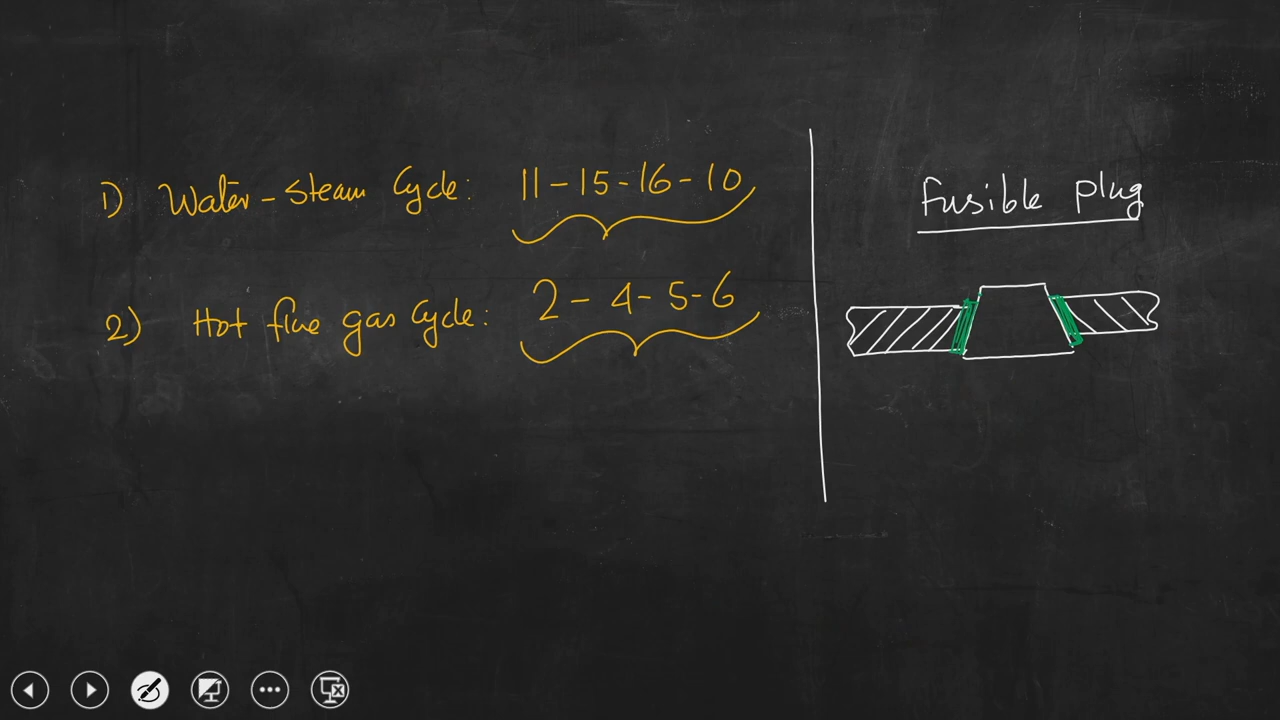 1) Water-Steam Cycle: 11-15-16-10
2) Hot flue gas Cycle: 2-4-5-6
fusible plug